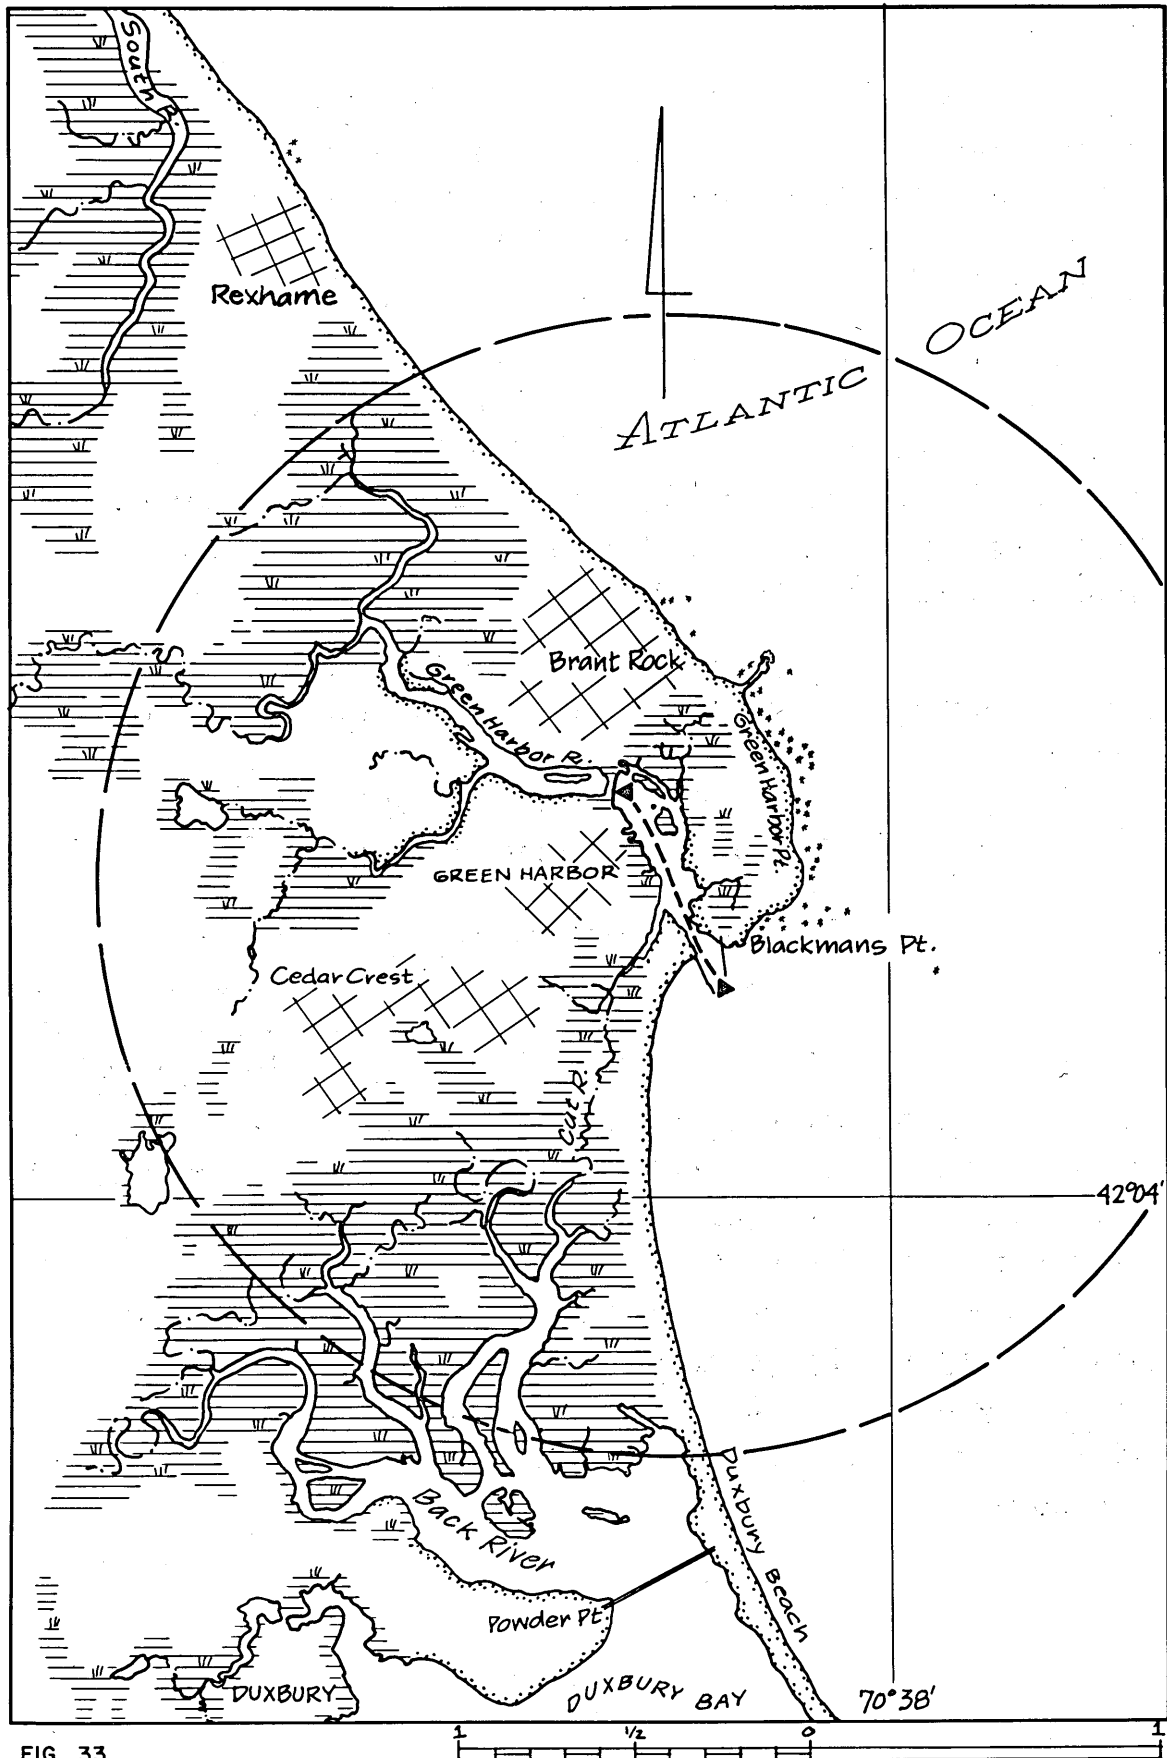 South R.
Rexhame
OCEAN
ATLANTIC
Brant Rock
Green Harbor R.
Green Harbor Pt.
GREEN HARBOR
Blackmans Pt.
Cedar Crest
Cut R.
42°04'
Duxbury Beach
Back River
Powder Pt
DUXBURY
DUXBURY BAY
70°38'
FIG. 33
1 1/2 0 1